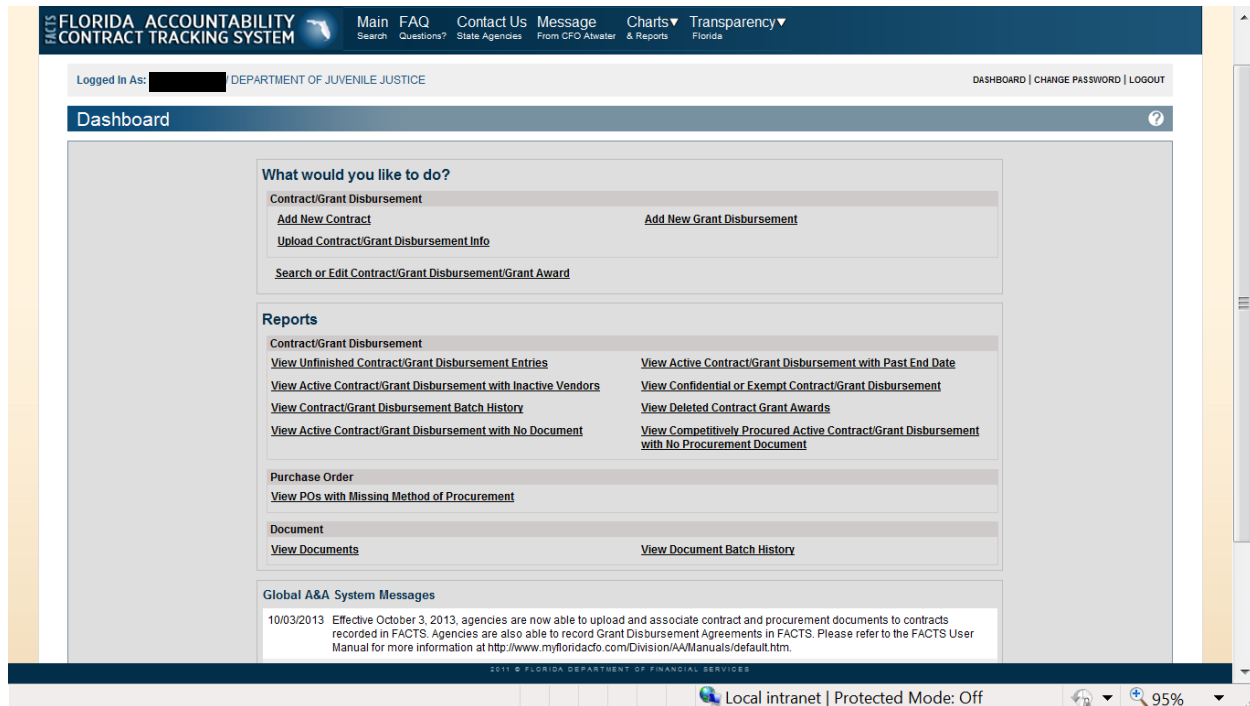 FACTS
FLORIDA ACCOUNTABILITY
CONTRACT TRACKING SYSTEM
Main FAQ Contact Us Message Charts▼ Transparency▼
Search Questions? State Agencies From CFO Atwater & Reports Florida
Logged In As: / DEPARTMENT OF JUVENILE JUSTICE DASHBOARD | CHANGE PASSWORD | LOGOUT
Dashboard ?
What would you like to do?
Contract/Grant Disbursement
Add New Contract Add New Grant Disbursement
Upload Contract/Grant Disbursement Info
Search or Edit Contract/Grant Disbursement/Grant Award
Reports
Contract/Grant Disbursement
View Unfinished Contract/Grant Disbursement Entries View Active Contract/Grant Disbursement with Past End Date
View Active Contract/Grant Disbursement with Inactive Vendors View Confidential or Exempt Contract/Grant Disbursement
View Contract/Grant Disbursement Batch History View Deleted Contract Grant Awards
View Active Contract/Grant Disbursement with No Document View Competitively Procured Active Contract/Grant Disbursement
with No Procurement Document
Purchase Order
View POs with Missing Method of Procurement
Document
View Documents View Document Batch History
Global A&A System Messages
10/03/2013 Effective October 3, 2013, agencies are now able to upload and associate contract and procurement documents to contracts
recorded in FACTS. Agencies are also able to record Grant Disbursement Agreements in FACTS. Please refer to the FACTS User
Manual for more information at http://www.myfloridacfo.com/Division/AA/Manuals/default.htm.
2011 © FLORIDA DEPARTMENT OF FINANCIAL SERVICES
Local intranet | Protected Mode: Off 95%